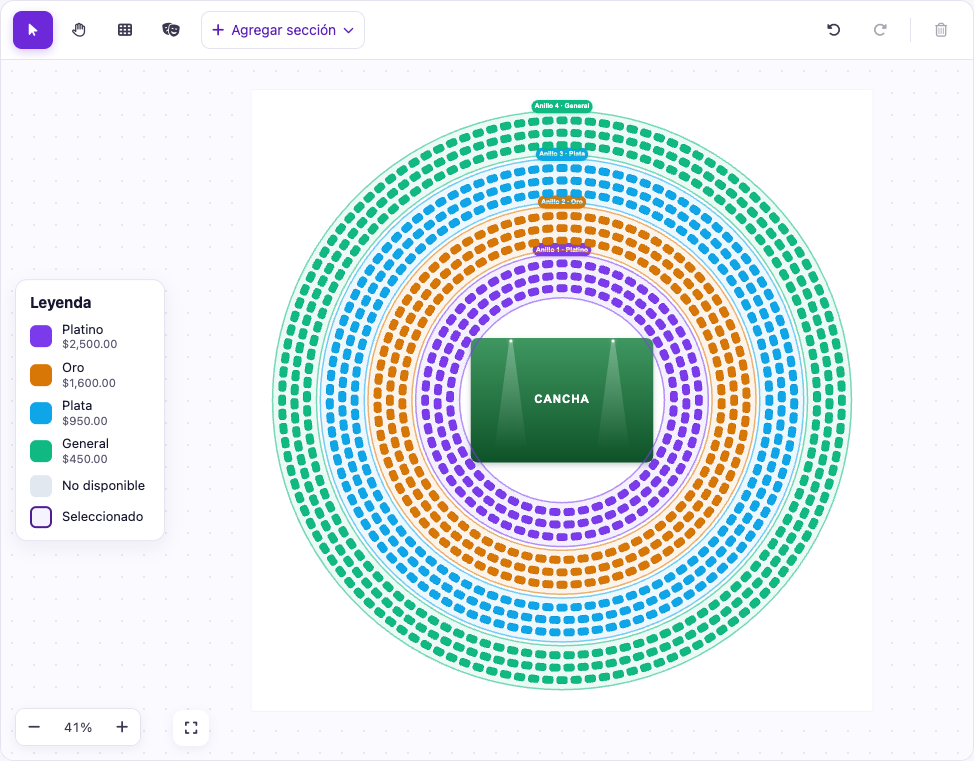 Agregar sección
Anillo 4 · General
Anillo 3 · Plata
Anillo 2 · Oro
Anillo 1 · Platino
CANCHA
Leyenda
Platino
$2,500.00
Oro
$1,600.00
Plata
$950.00
General
$450.00
No disponible
Seleccionado
41%